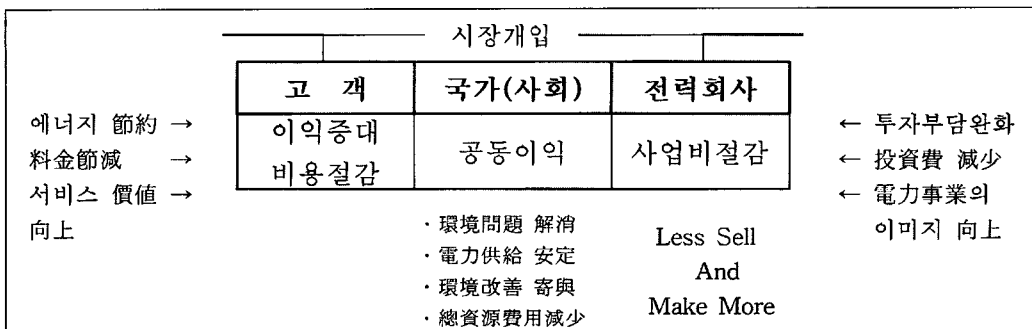 시장개입
고 객 국가(사회) 전력회사
이익증대
비용절감
공동이익
사업비절감
에너지 節約 →
料金節減 →
서비스 價値 →
向上
← 투자부담완화
← 投資費 減少
← 電力事業의
이미지 向上
· 環境問題 解消
· 電力供給 安定
· 環境改善 寄與
· 總資源費用減少
Less Sell
And
Make More